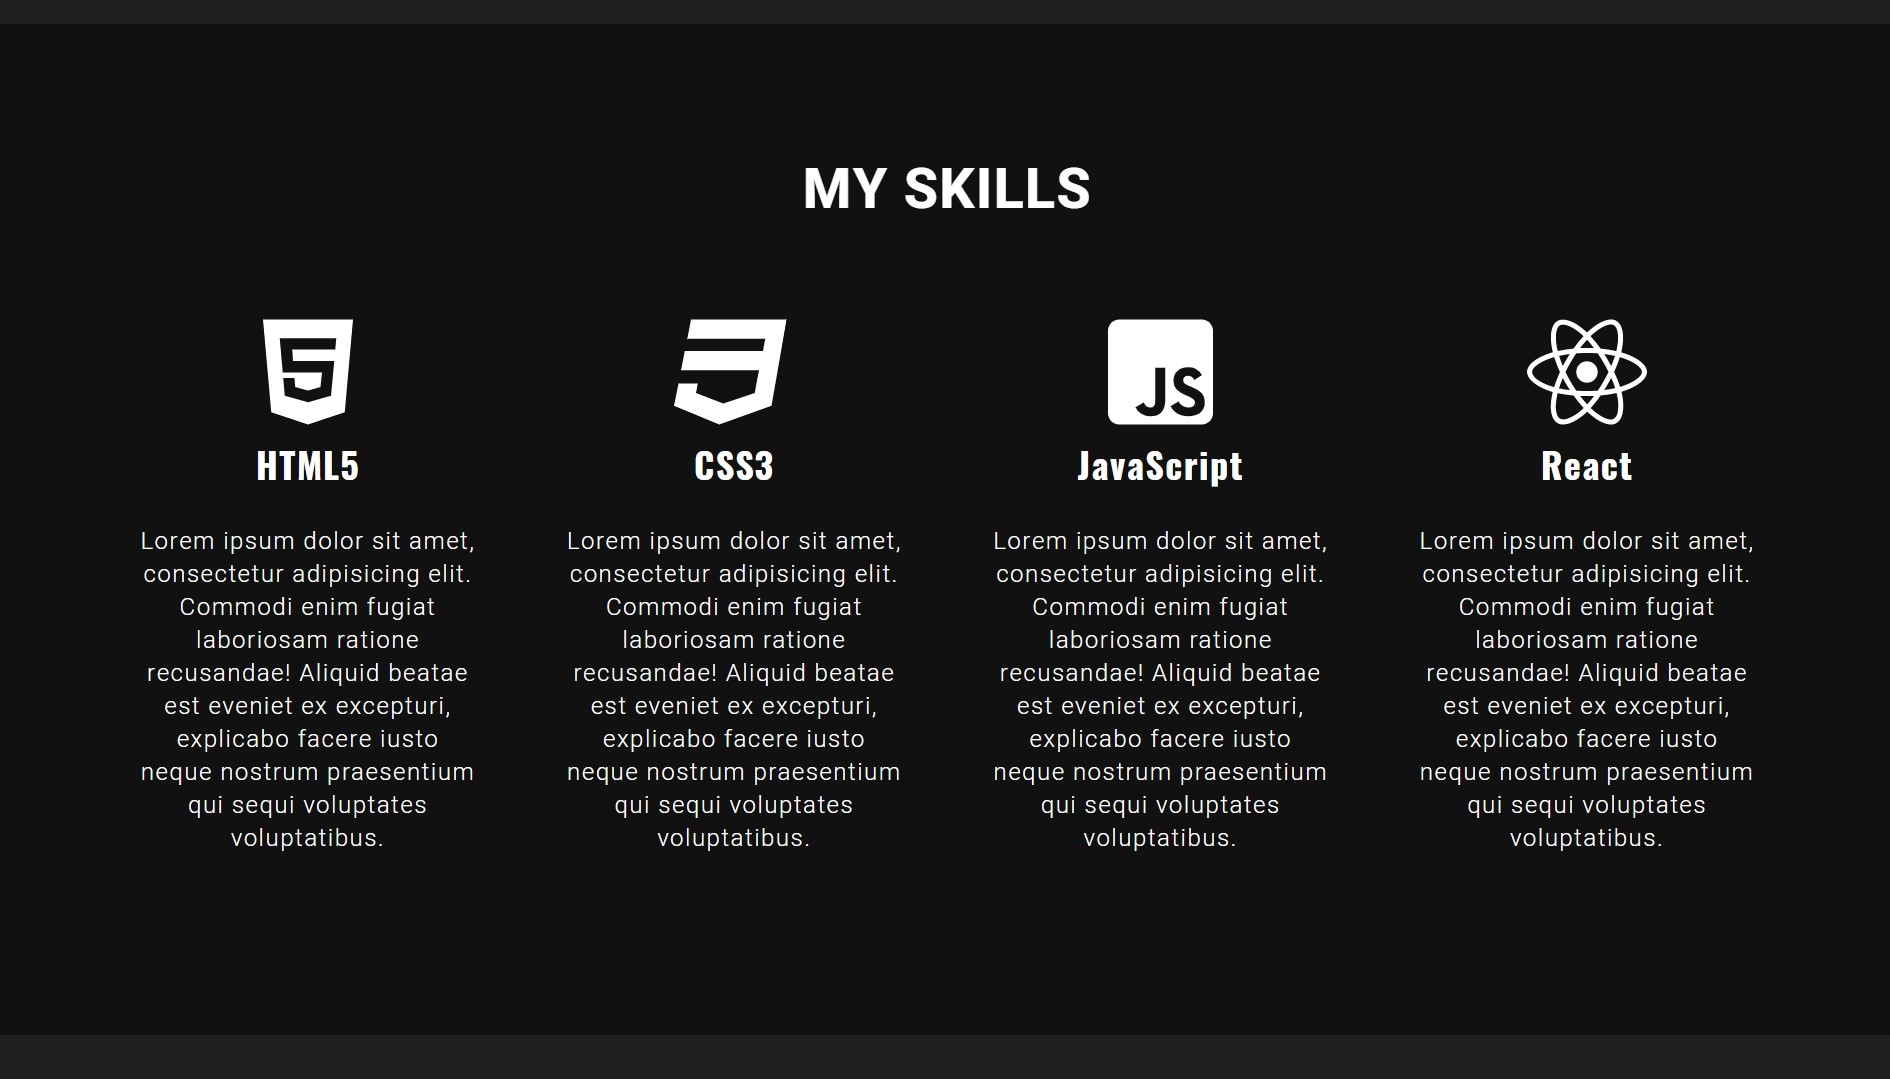 MY SKILLS
5
JS
HTML5
CSS3
JavaScript
React
Lorem ipsum dolor sit amet,
consectetur adipisicing elit.
Commodi enim fugiat
laboriosam ratione
recusandae! Aliquid beatae
est eveniet ex excepturi,
explicabo facere iusto
neque nostrum praesentium
qui sequi voluptates
voluptatibus.
Lorem ipsum dolor sit amet,
consectetur adipisicing elit.
Commodi enim fugiat
laboriosam ratione
recusandae! Aliquid beatae
est eveniet ex excepturi,
explicabo facere iusto
neque nostrum praesentium
qui sequi voluptates
voluptatibus.
Lorem ipsum dolor sit amet,
consectetur adipisicing elit.
Commodi enim fugiat
laboriosam ratione
recusandae! Aliquid beatae
est eveniet ex excepturi,
explicabo facere iusto
neque nostrum praesentium
qui sequi voluptates
voluptatibus.
Lorem ipsum dolor sit amet,
consectetur adipisicing elit.
Commodi enim fugiat
laboriosam ratione
recusandae! Aliquid beatae
est eveniet ex excepturi,
explicabo facere iusto
neque nostrum praesentium
qui sequi voluptates
voluptatibus.